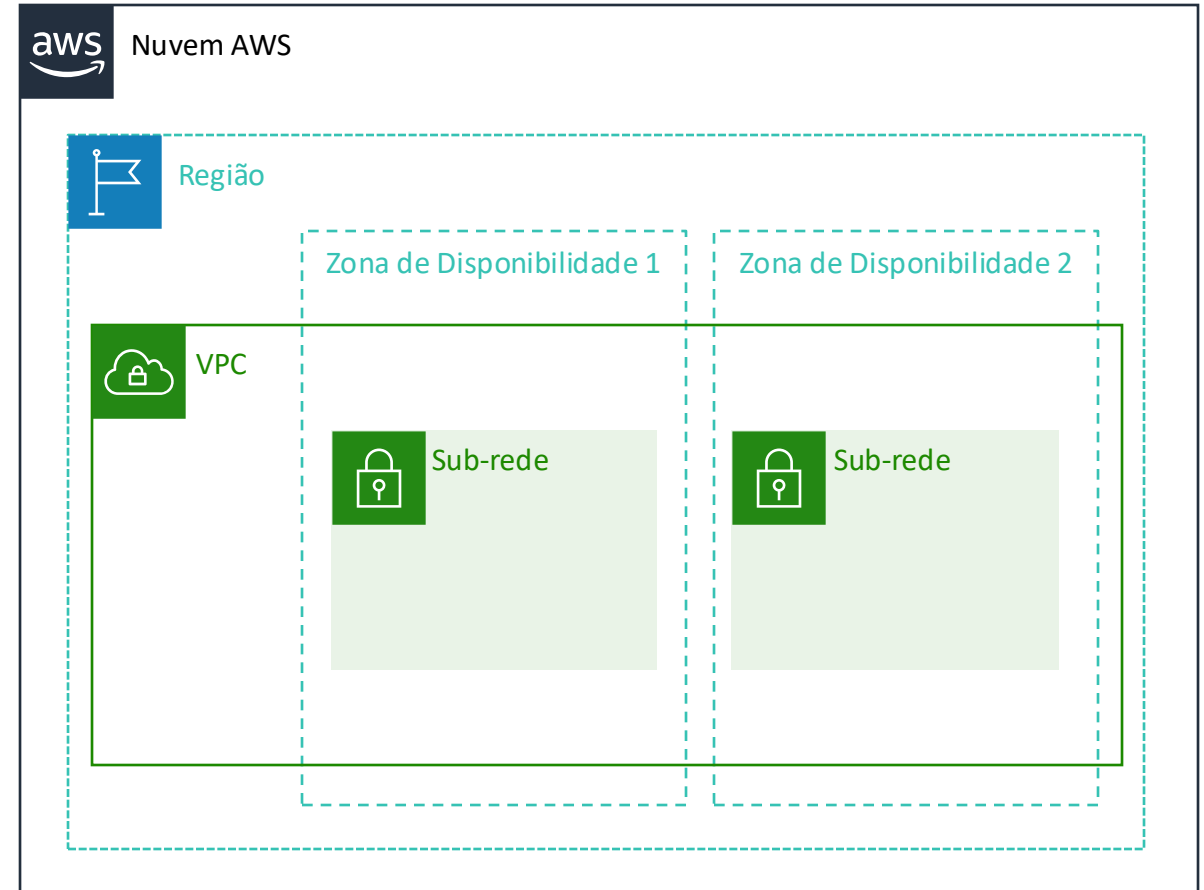 aws
Nuvem AWS
Região
Zona de Disponibilidade 1
Zona de Disponibilidade 2
VPC
Sub-rede
Sub-rede